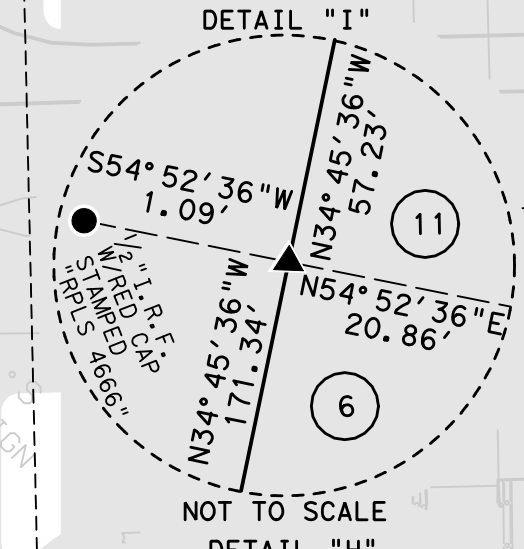 DETAIL "I"
N34°45'36"W
57.23'
S54°52'36"W
1.09'
11
1/2"I.R.F.
W/RED CAP
STAMPED
"RPLS 4666"
N34°45'36"W
171.34'
N54°52'36"E
20.86'
6
NOT TO SCALE
DETAIL "H"